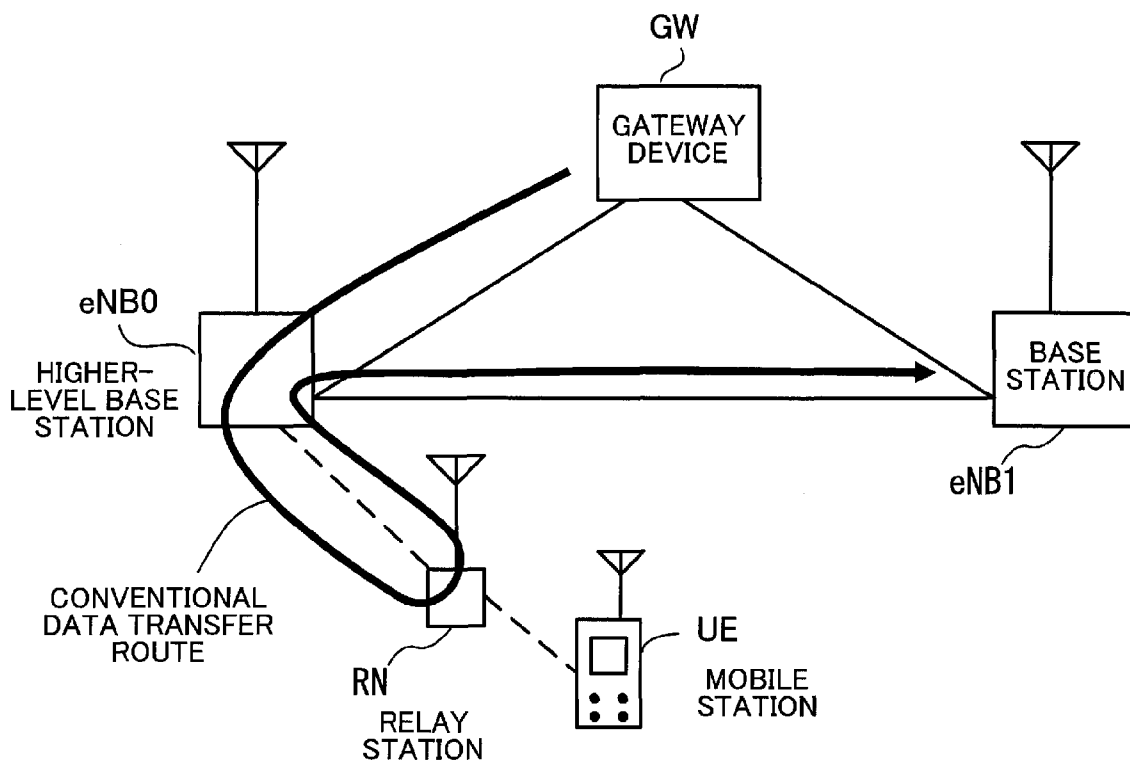 GW
GATEWAY
DEVICE
eNB0
HIGHER-
LEVEL BASE
STATION
BASE
STATION
eNB1
CONVENTIONAL
DATA TRANSFER
ROUTE
RN
RELAY
STATION
UE
MOBILE
STATION